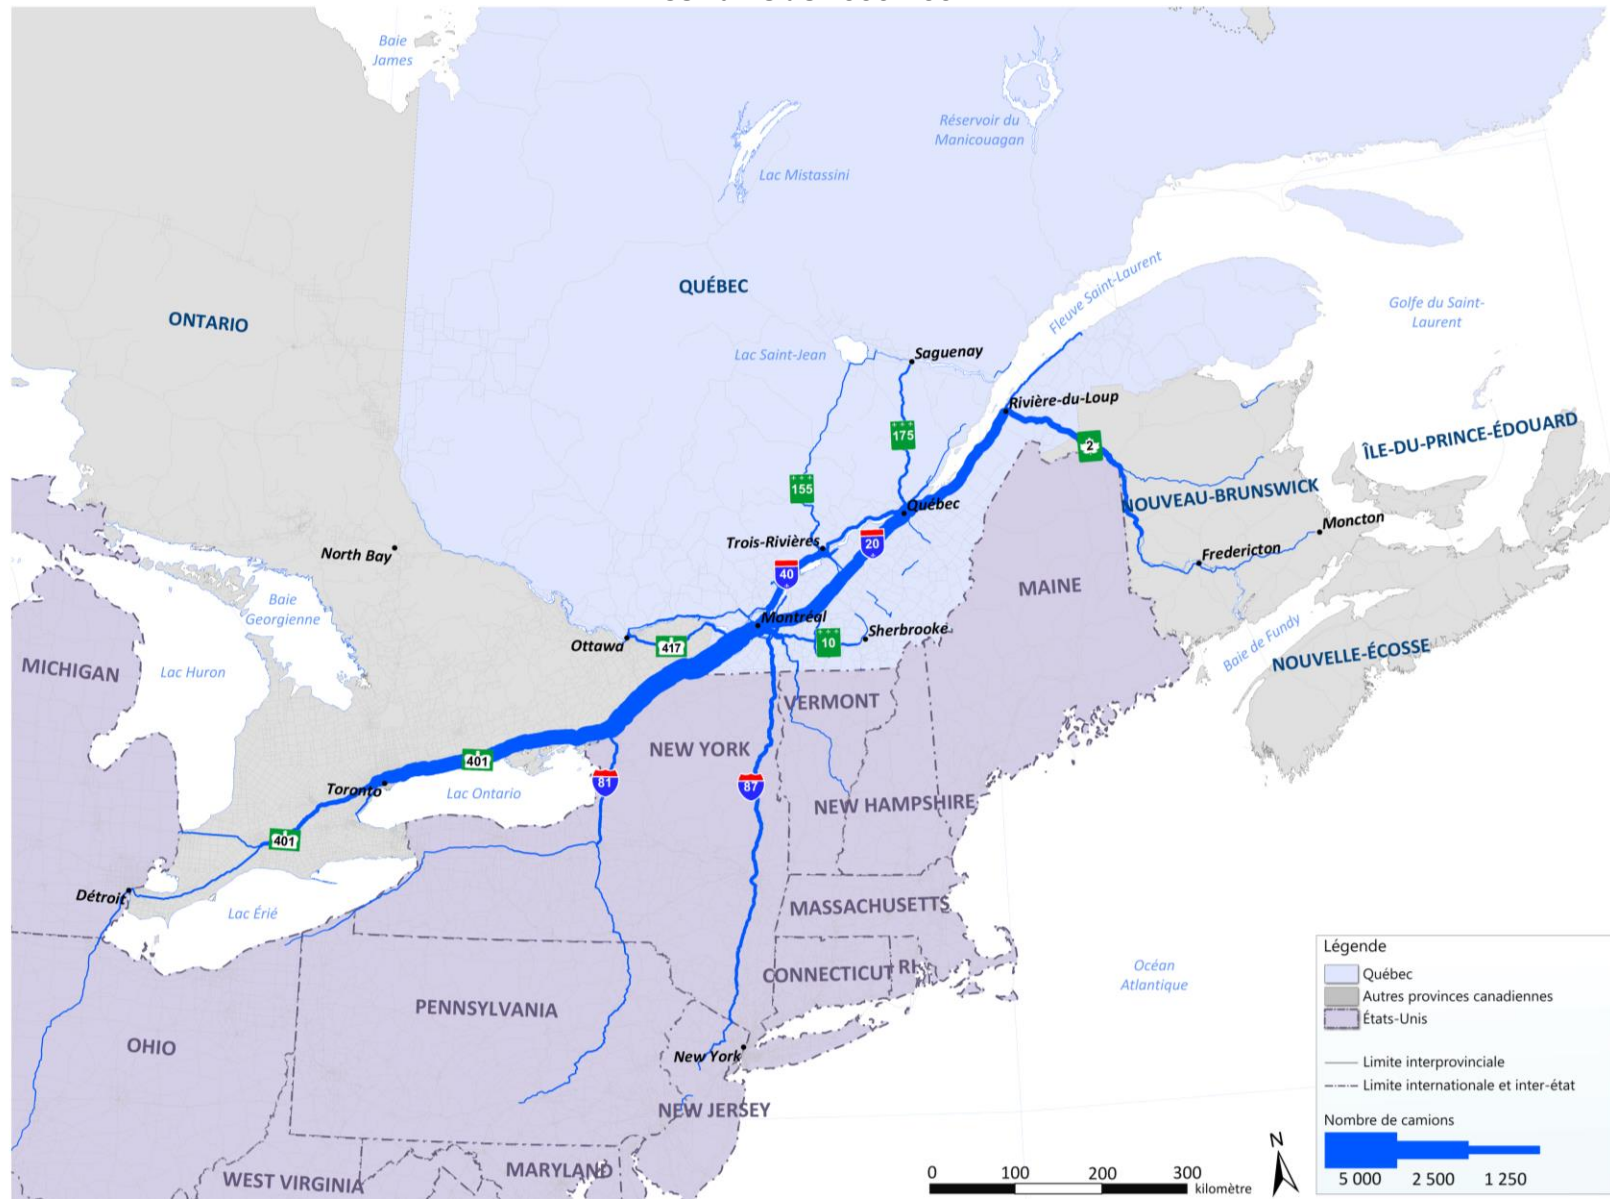 Baie
James
Réservoir du
Manicouagan
Lac Mistassini
QUÉBEC
ONTARIO
Fleuve Saint-Laurent
Golfe du Saint-
Laurent
Lac Saint-Jean
Saguenay
Rivière-du-Loup
175
2
ÎLE-DU-PRINCE-ÉDOUARD
155
NOUVEAU-BRUNSWICK
Québec
Moncton
Trois-Rivières
20
North Bay
Fredericton
40
MAINE
Baie
Georgienne
Montréal
Sherbrooke
Ottawa
417
10
Baie de Fundy
NOUVELLE-ÉCOSSE
MICHIGAN
Lac Huron
VERMONT
NEW YORK
401
81
87
Toronto
Lac Ontario
NEW HAMPSHIRE
401
Détroit
Lac Érié
MASSACHUSETTS
CONNECTICUT
RI
Océan
Atlantique
PENNSYLVANIA
OHIO
New York
NEW JERSEY
WEST VIRGINIA
MARYLAND
Légende
Québec
Autres provinces canadiennes
États-Unis
Limite interprovinciale
Limite internationale et inter-état
Nombre de camions
5 000 2 500 1 250
N
0 100 200 300
kilomètre